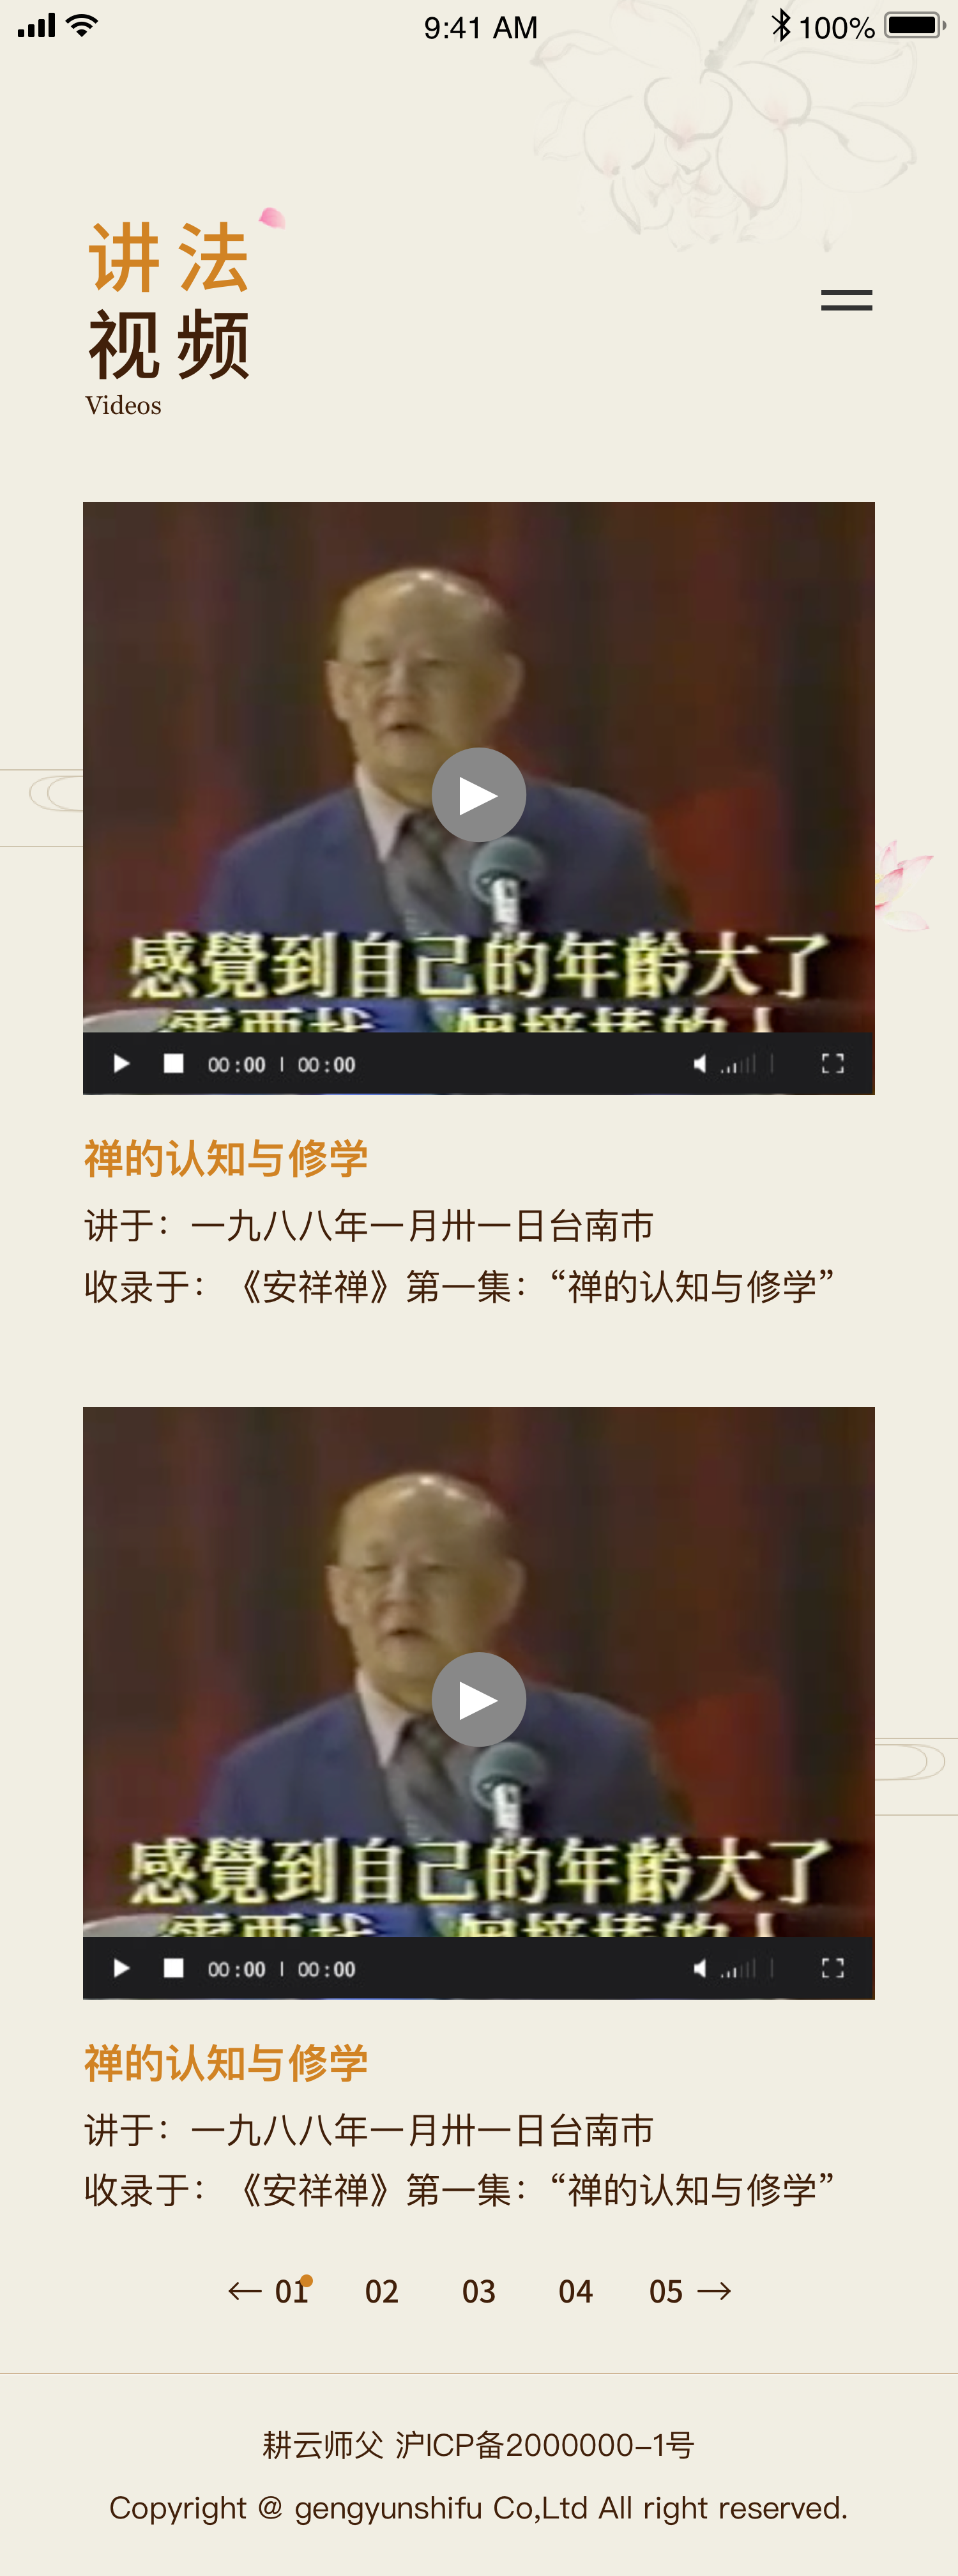 9:41 AM
100%
讲法
视频
Videos
感覺到自己的年齡大了
00:00 | 00:00
禅的认知与修学
讲于：一九八八年一月卅一日台南市
收录于：《安祥禅》第一集：“禅的认知与修学”
感覺到自己的年齡大了
00:00 | 00:00
禅的认知与修学
讲于：一九八八年一月卅一日台南市
收录于：《安祥禅》第一集：“禅的认知与修学”
← 01 02 03 04 05 →
耕云师父 沪ICP备2000000-1号
Copyright @ gengyunshifu Co,Ltd All right reserved.